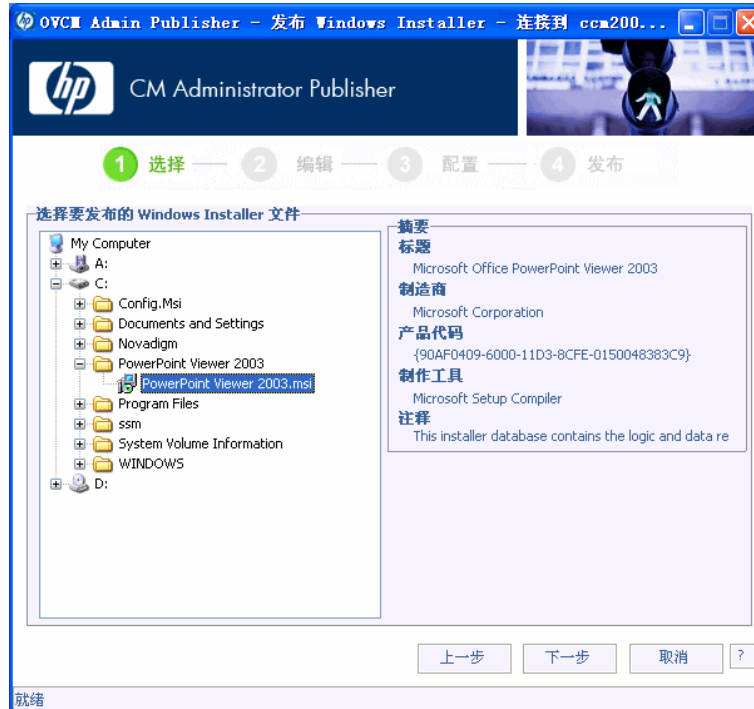 OVCM Admin Publisher - 发布 Windows Installer - 连接到 ccm200...
hp
CM Administrator Publisher
1 选择 2 编辑 3 配置 4 发布
选择要发布的 Windows Installer 文件
My Computer
A:
C:
Config.Msi
Documents and Settings
Novadigm
PowerPoint Viewer 2003
PowerPoint Viewer 2003.msi
Program Files
ssm
System Volume Information
WINDOWS
D:
摘要
标题
Microsoft Office PowerPoint Viewer 2003
制造商
Microsoft Corporation
产品代码
{90AF0409-6000-11D3-8CFE-0150048383C9}
制作工具
Microsoft Setup Compiler
注释
This installer database contains the logic and data re
上一步 下一步 取消 ?
就绪